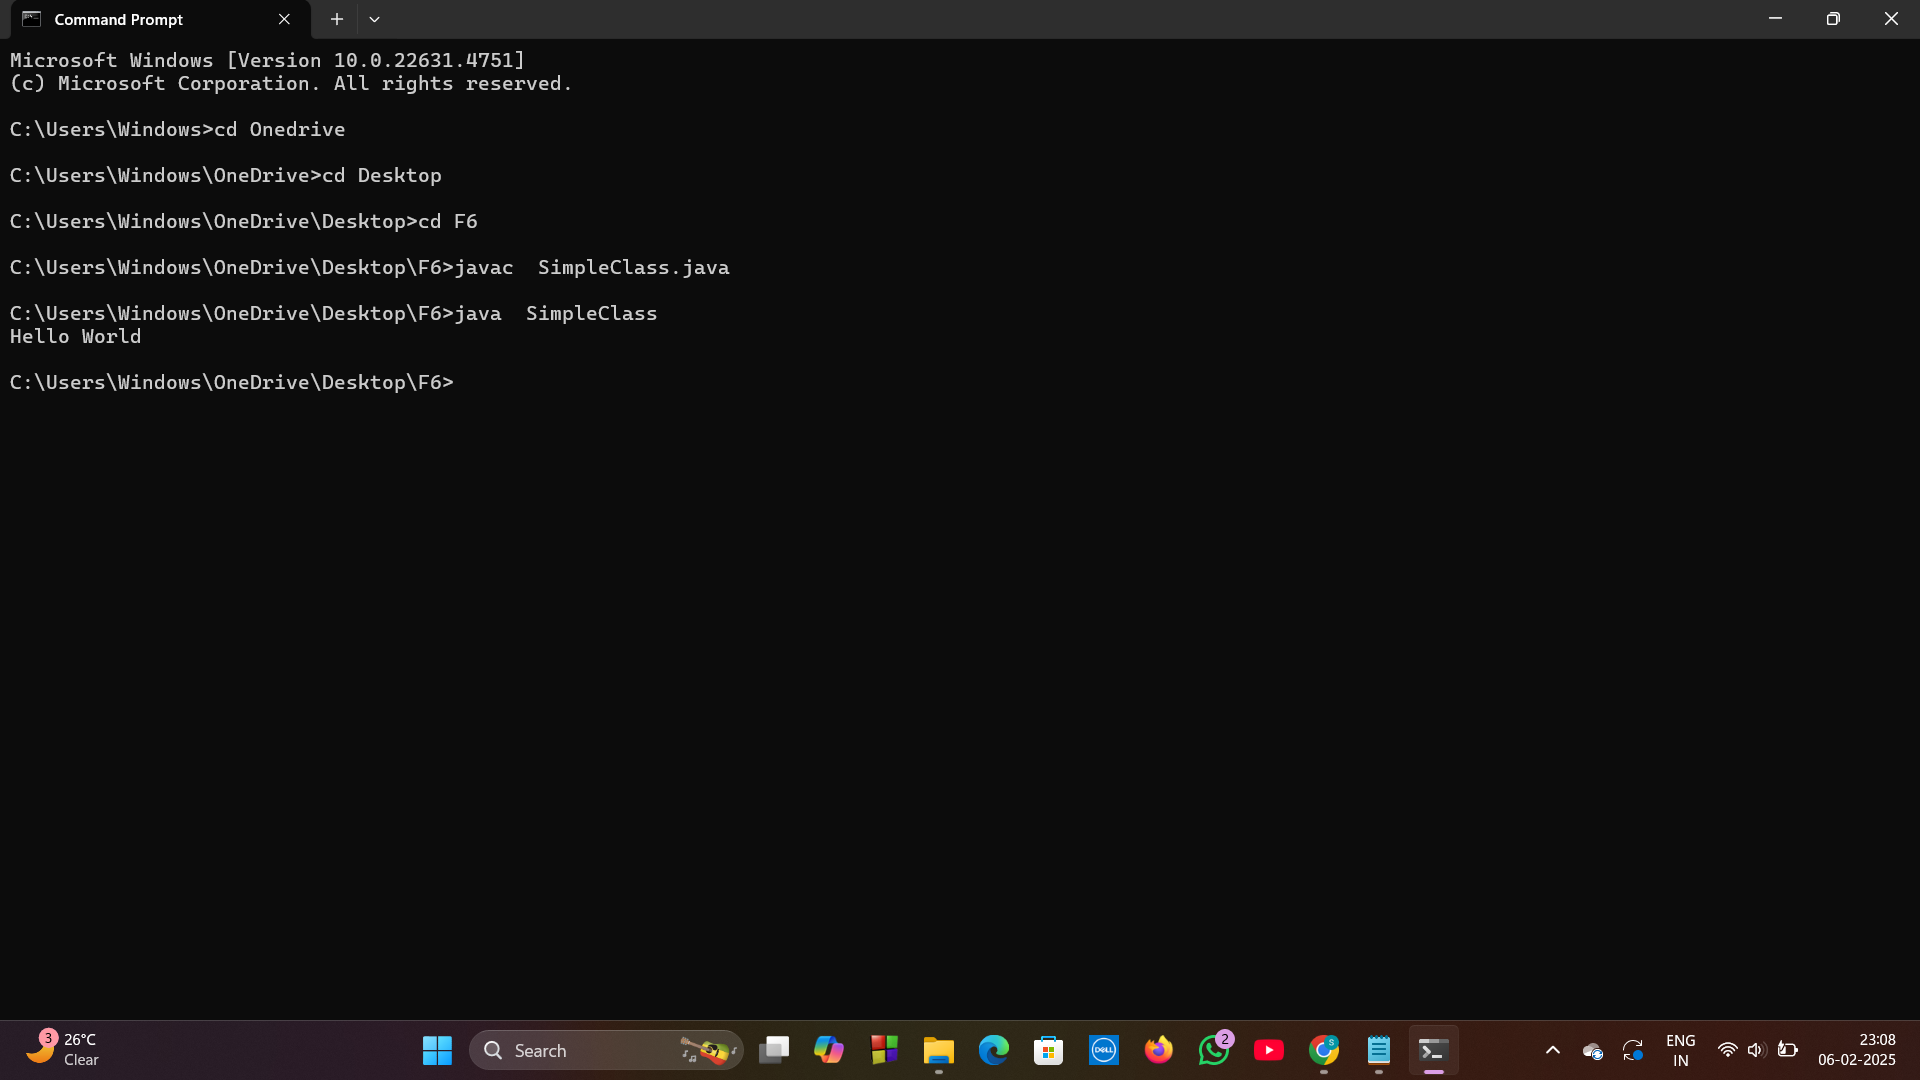 Command Prompt
Microsoft Windows [Version 10.0.22631.4751]
(c) Microsoft Corporation. All rights reserved.
C:\Users\Windows>cd Onedrive
C:\Users\Windows\OneDrive>cd Desktop
C:\Users\Windows\OneDrive\Desktop>cd F6
C:\Users\Windows\OneDrive\Desktop\F6>javac  SimpleClass.java
C:\Users\Windows\OneDrive\Desktop\F6>java  SimpleClass
Hello World
C:\Users\Windows\OneDrive\Desktop\F6>
3
26°C
Clear
Search
DELL
2
S
ENG
IN
23:08
06-02-2025